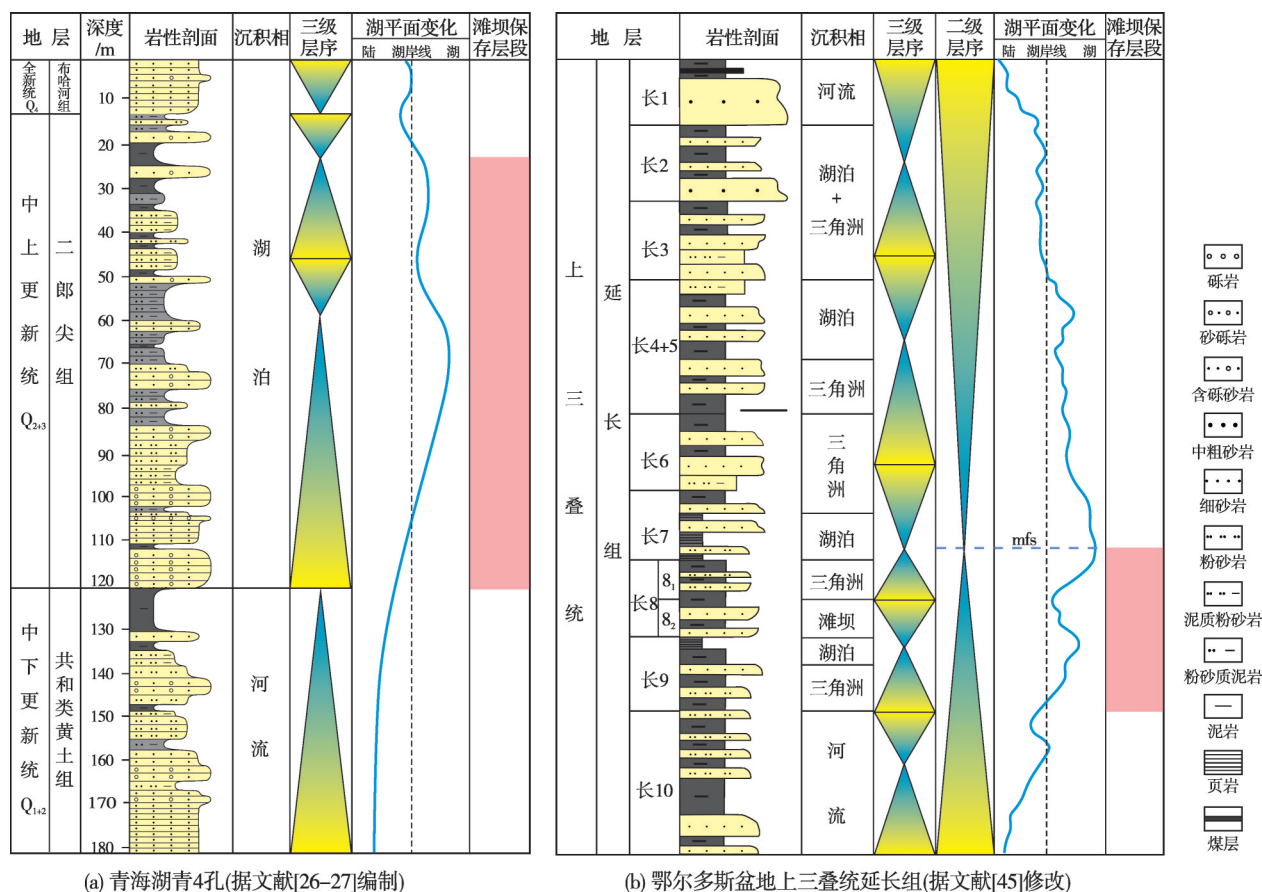 地 层
深度
/m
岩性剖面
沉积相
三级
层序
湖平面变化
陆 湖岸线 湖
滩坝保
存层段
全新统Q₄
布哈河组
中上更新统Q₂₊₃
二郎尖组
中下更新统Q₁₊₂
共和类黄土组
10
20
30
40
50
60
70
80
90
100
110
120
130
140
150
160
170
180
湖泊
河流
(a) 青海湖青4孔(据文献[26–27]编制)
地 层
岩性剖面
沉积相
三级
层序
二级
层序
湖平面变化
陆 湖岸线 湖
滩坝保
存层段
上三叠统
延长组
长1
长2
长3
长4+5
长6
长7
长8
8₁
8₂
长9
长10
河流
湖泊
+
三角洲
湖泊
三角洲
三角洲
湖泊
三角洲
滩坝
湖泊
三角洲
河流
mfs
(b) 鄂尔多斯盆地上三叠统延长组(据文献[45]修改)
砾岩
砂砾岩
含砾砂岩
中粗砂岩
细砂岩
粉砂岩
泥质粉砂岩
粉砂质泥岩
泥岩
页岩
煤层